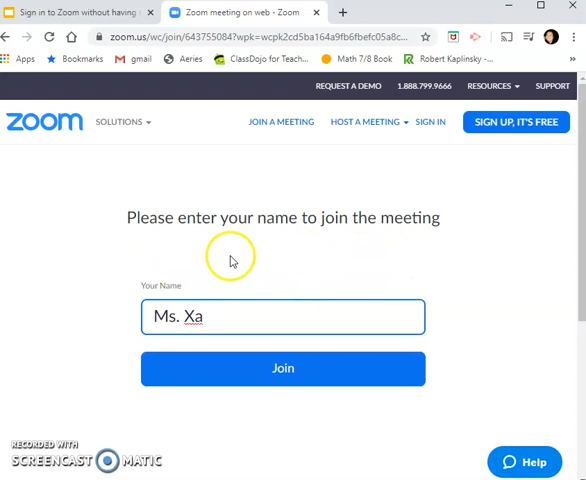 Sign in to Zoom without having
Zoom meeting on web - Zoom
zoom.us/wc/join/643755084?wpk=wcpk2cd5ba164a9fb6fbefc05a8c...
Apps Bookmarks gmail Aeries ClassDojo for Teach... Math 7/8 Book Robert Kaplinsky -...
REQUEST A DEMO 1.888.799.9666 RESOURCES SUPPORT
zoom SOLUTIONS JOIN A MEETING HOST A MEETING SIGN IN SIGN UP, IT'S FREE
Please enter your name to join the meeting
Your Name
Ms. Xa
Join
RECORDED WITH
SCREENCAST MATIC
Help